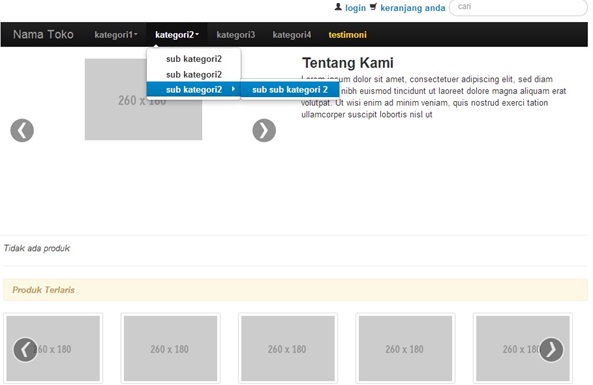 login keranjang anda cari
Nama Toko kategori1 kategori2 kategori3 kategori4 testimoni
sub kategori2
sub kategori2
sub kategori2 sub sub kategori 2
260 x 180
Tentang Kami
Lorem ipsum dolor sit amet, consectetuer adipiscing elit, sed diam
nibh euismod tincidunt ut laoreet dolore magna aliquam erat
volutpat. Ut wisi enim ad minim veniam, quis nostrud exerci tation
ullamcorper suscipit lobortis nisl ut
Tidak ada produk
Produk Terlaris
260 x 180 260 x 180 260 x 180 260 x 180 260 x 180